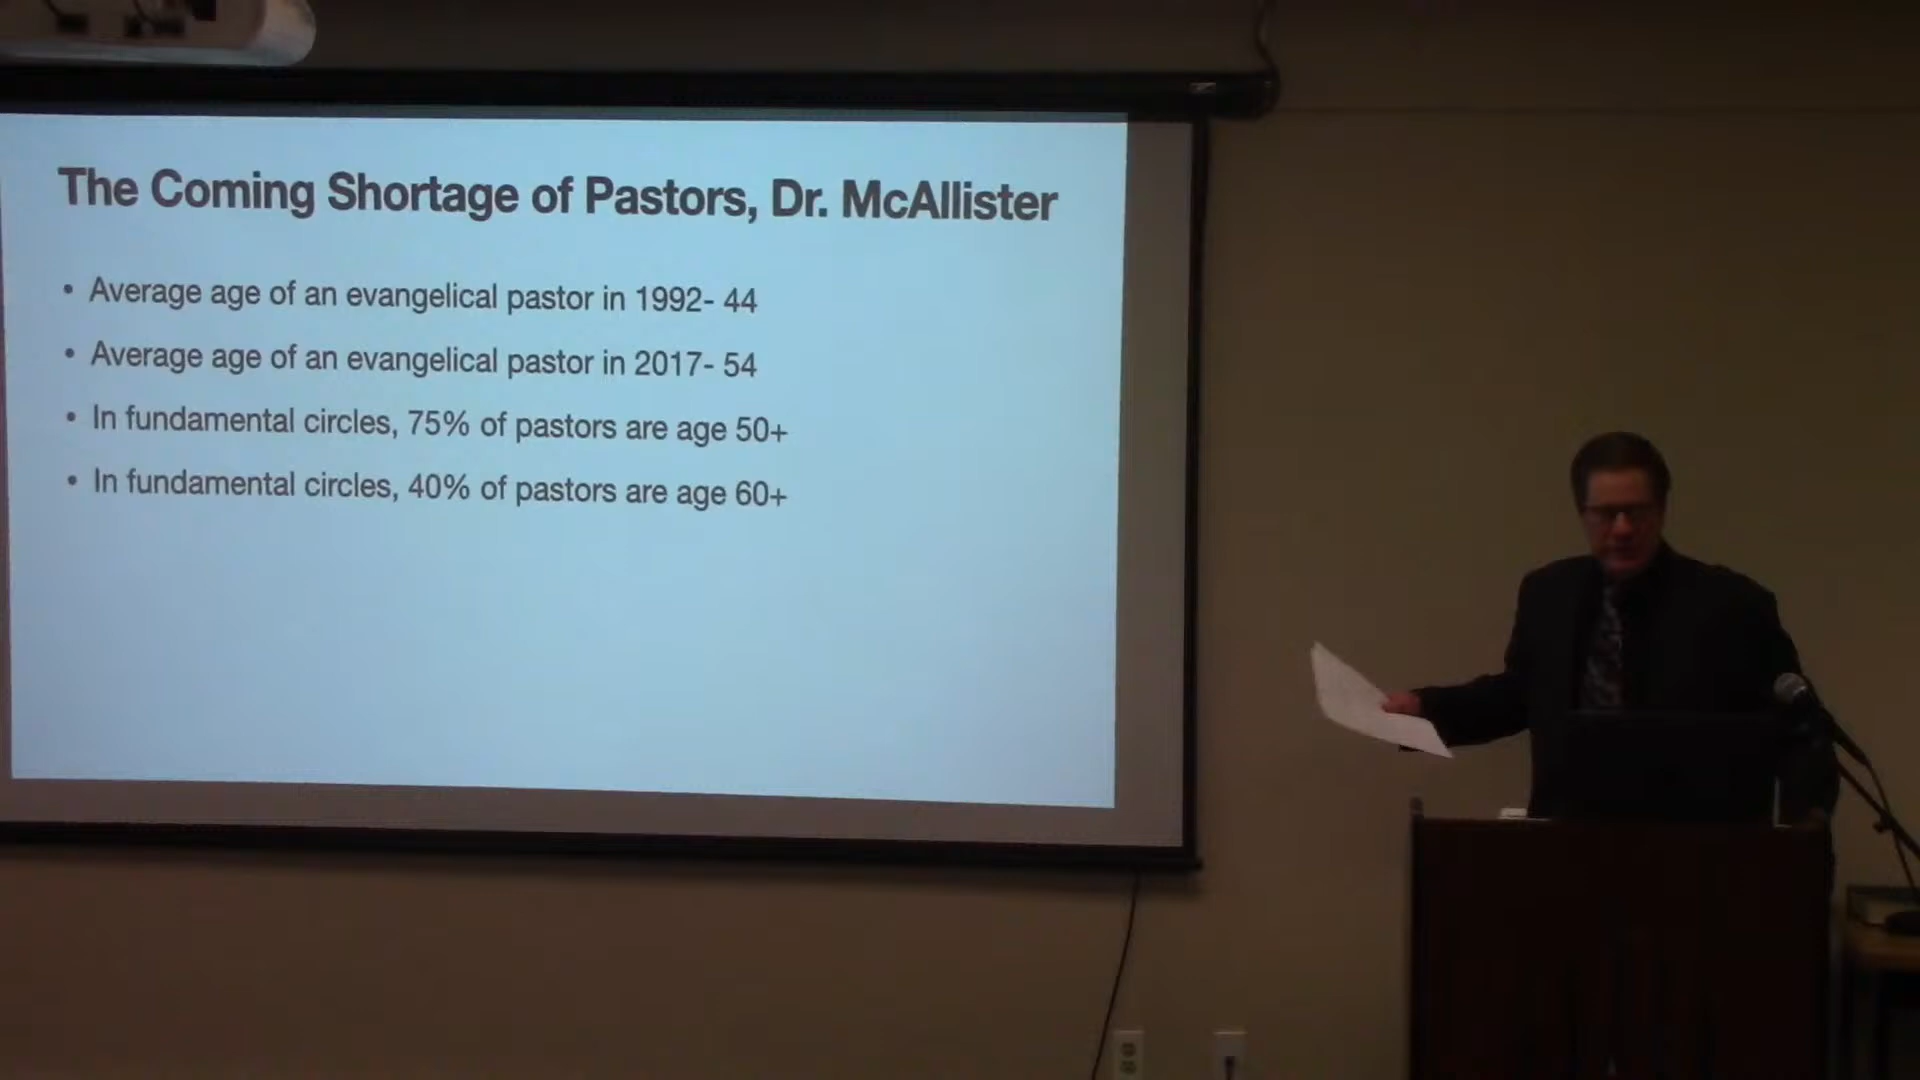 The Coming Shortage of Pastors, Dr. McAllister
• Average age of an evangelical pastor in 1992- 44
• Average age of an evangelical pastor in 2017- 54
• In fundamental circles, 75% of pastors are age 50+
• In fundamental circles, 40% of pastors are age 60+